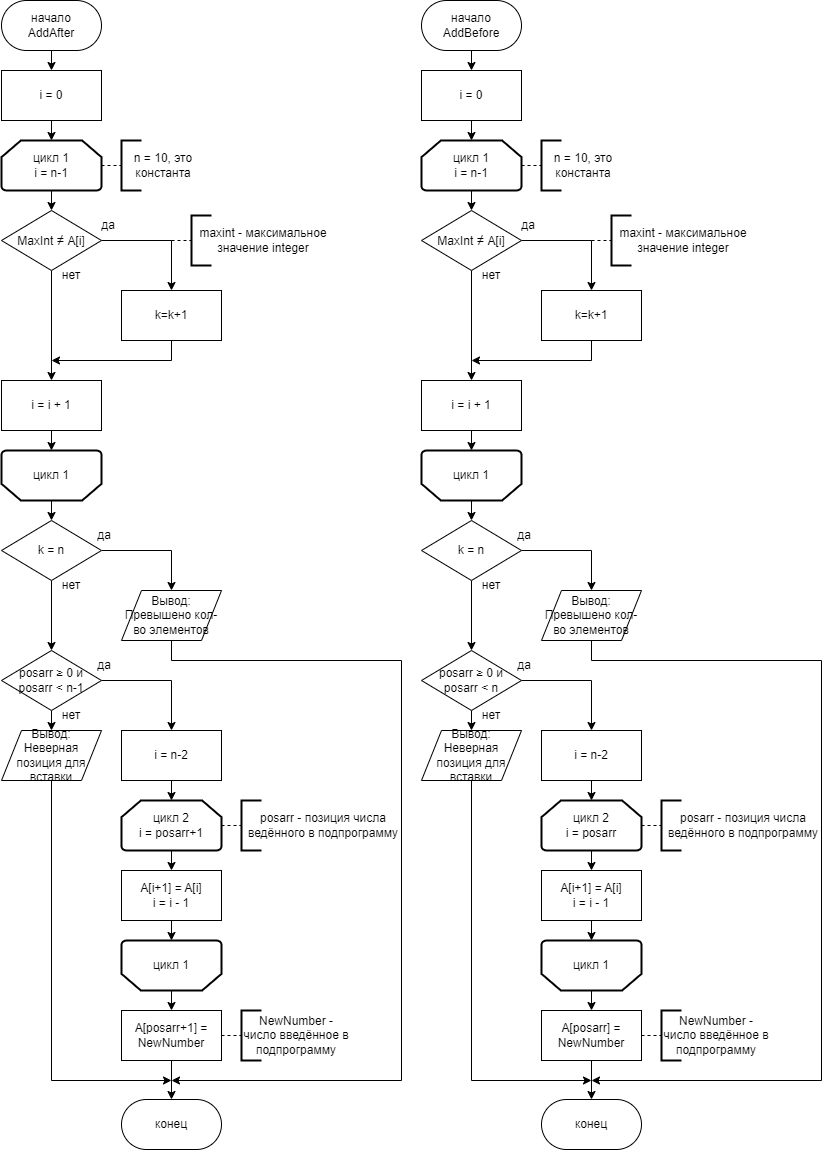 начало
AddAfter
i = 0
цикл 1
i = n-1
n = 10, это
константа
MaxInt ≠ A[i]
да
нет
maxint - максимальное
значение integer
k=k+1
i = i + 1
цикл 1
k = n
да
нет
Вывод:
Превышено кол-
во элементов
posarr ≥ 0 и
posarr < n-1
да
нет
Вывод:
Неверная
позиция для
вставки
i = n-2
цикл 2
i = posarr+1
posarr - позиция числа
ведённого в подпрограмму
A[i+1] = A[i]
i = i - 1
цикл 1
A[posarr+1] =
NewNumber
NewNumber -
число введённое в
подпрограмму
конец
начало
AddBefore
i = 0
цикл 1
i = n-1
n = 10, это
константа
MaxInt ≠ A[i]
да
нет
maxint - максимальное
значение integer
k=k+1
i = i + 1
цикл 1
k = n
да
нет
Вывод:
Превышено кол-
во элементов
posarr ≥ 0 и
posarr < n
да
нет
Вывод:
Неверная
позиция для
вставки
i = n-2
цикл 2
i = posarr
posarr - позиция числа
ведённого в подпрограмму
A[i+1] = A[i]
i = i - 1
цикл 1
A[posarr] =
NewNumber
NewNumber -
число введённое в
подпрограмму
конец